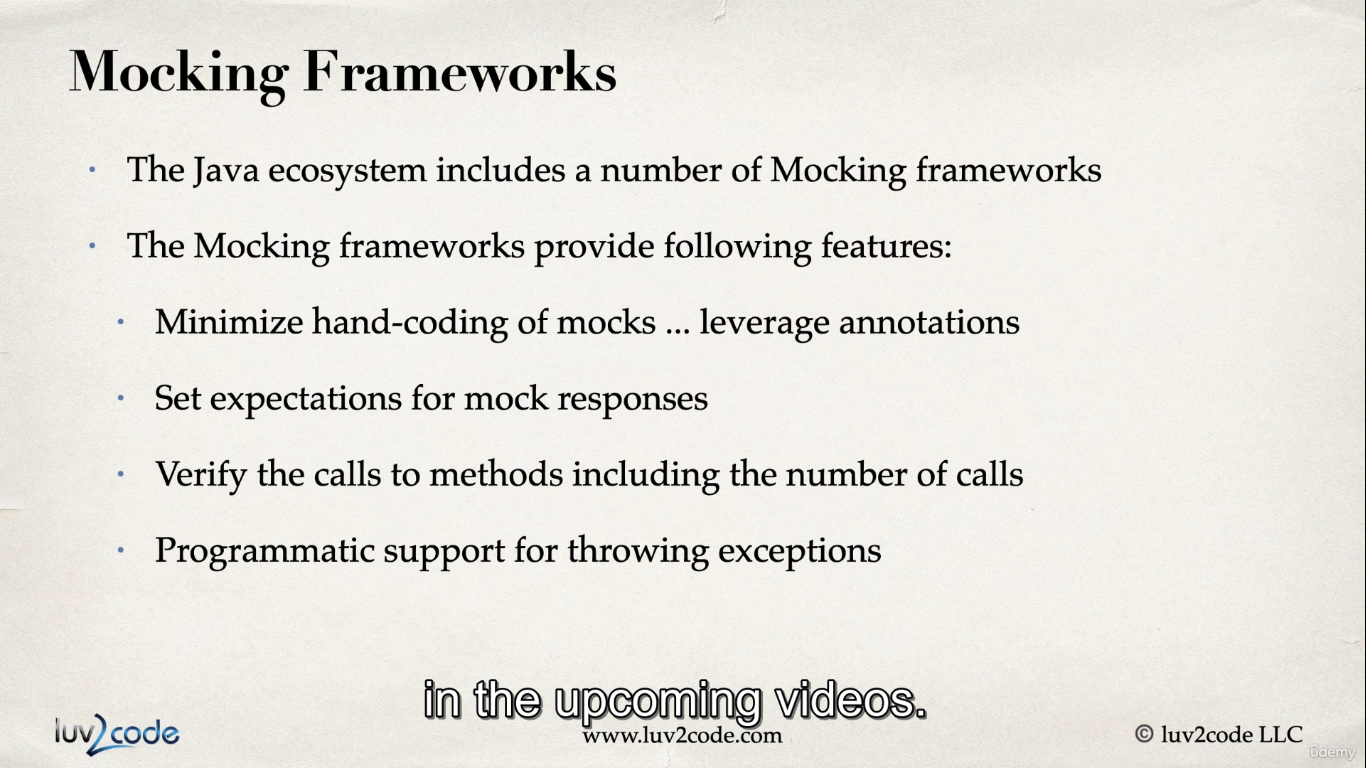 Mocking Frameworks
• The Java ecosystem includes a number of Mocking frameworks
• The Mocking frameworks provide following features:
• Minimize hand-coding of mocks ... leverage annotations
• Set expectations for mock responses
• Verify the calls to methods including the number of calls
• Programmatic support for throwing exceptions
in the upcoming videos.
luv2code
www.luv2code.com
© luv2code LLC
ûdemy